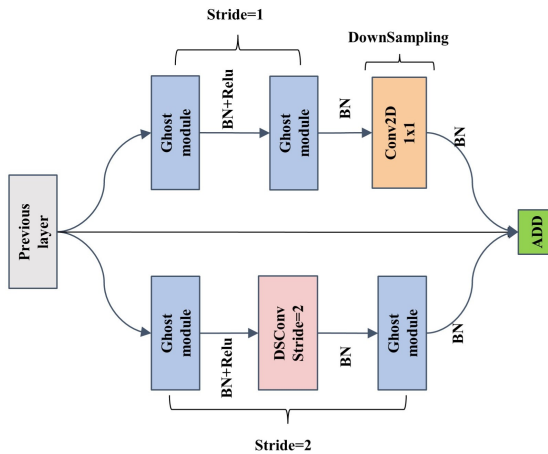 Stride=1
DownSampling
Ghost
module
BN+Relu
Ghost
module
BN
Conv2D
1x1
BN
Previous
layer
ADD
Ghost
module
BN+Relu
DSConv
Stride=2
BN
Ghost
module
BN
Stride=2